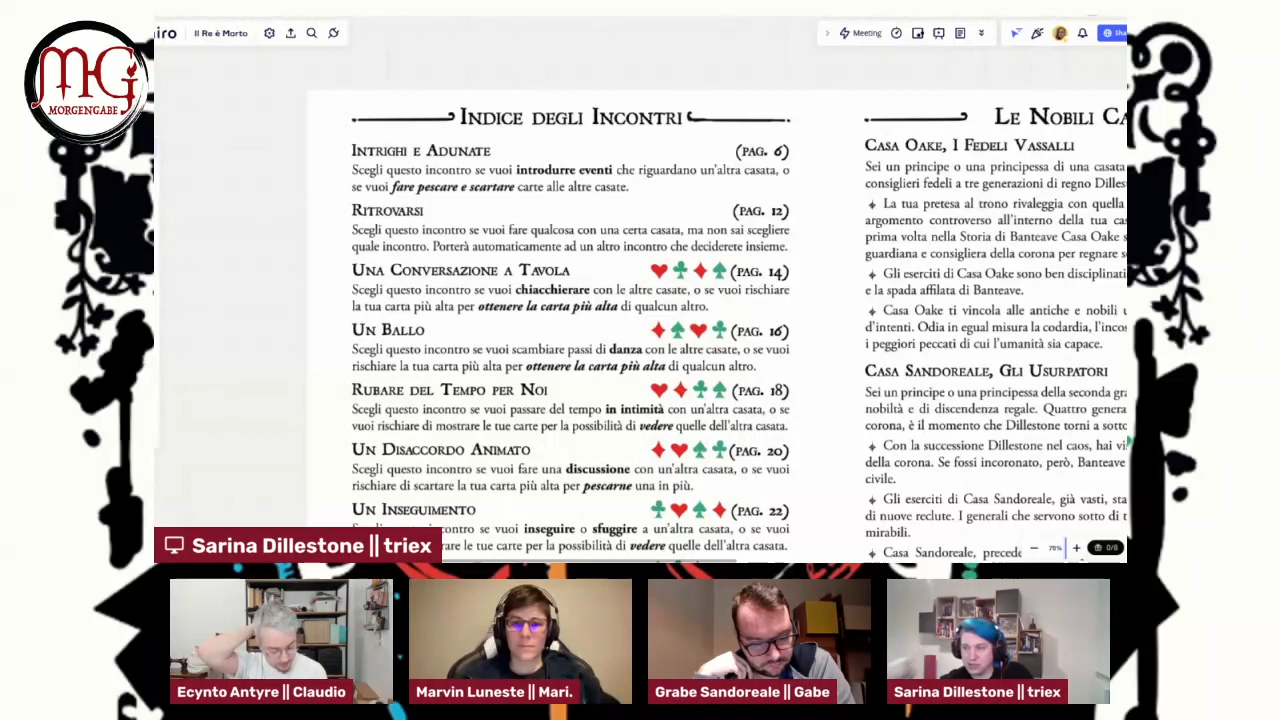 MG
MORGENGABE
iro
Il Re è Morto
Meeting
Sha
Indice degli Incontri
Intrighi e Adunate (pag. 6)
Scegli questo incontro se vuoi introdurre eventi che riguardano un'altra casata, o
se vuoi fare pescare e scartare carte alle altre casate.
Ritrovarsi (pag. 12)
Scegli questo incontro se vuoi fare qualcosa con una certa casata, ma non sai scegliere
quale incontro. Porterà automaticamente ad un altro incontro che deciderete insieme.
Una Conversazione a Tavola ♥ ♣ ♦ ♠ (pag. 14)
Scegli questo incontro se vuoi chiacchierare con le altre casate, o se vuoi rischiare
la tua carta più alta per ottenere la carta più alta di qualcun altro.
Un Ballo ♦ ♠ ♥ ♣ (pag. 16)
Scegli questo incontro se vuoi scambiare passi di danza con le altre casate, o se vuoi
rischiare la tua carta più alta per ottenere la carta più alta di qualcun altro.
Rubare del Tempo per Noi ♥ ♦ ♣ ♠ (pag. 18)
Scegli questo incontro se vuoi passare del tempo in intimità con un'altra casata, o se
vuoi rischiare di mostrare le tue carte per la possibilità di vedere quelle dell'altra casata.
Un Disaccordo Animato ♦ ♥ ♠ ♣ (pag. 20)
Scegli questo incontro se vuoi fare una discussione con un'altra casata, o se vuoi
rischiare di scartare la tua carta più alta per pescarne una in più.
Un Inseguimento ♣ ♥ ♠ ♦ (pag. 22)
contro se vuoi inseguire o sfuggire a un'altra casata, o se vuoi
rare le tue carte per la possibilità di vedere quelle dell'altra casata.
Le Nobili Ca
Casa Oake, I Fedeli Vassalli
Sei un principe o una principessa di una casata
consiglieri fedeli a tre generazioni di regno Dilles
La tua pretesa al trono rivaleggia con quella
argomento controverso all'interno della tua cas
prima volta nella Storia di Banteave Casa Oake s
guardiana e consigliera della corona per regnare s
Gli eserciti di Casa Oake sono ben disciplinati
e la spada affilata di Banteave.
Casa Oake ti vincola alle antiche e nobili u
d'intenti. Odia in egual misura la codardia, l'inco
i peggiori peccati di cui l'umanità sia capace.
Casa Sandoreale, Gli Usurpatori
Sei un principe o una principessa della seconda gra
nobiltà e di discendenza regale. Quattro genera
corona, è il momento che Dillestone torni a sotto
Con la successione Dillestone nel caos, hai vi
della corona. Se fossi incoronato, però, Banteave
civile.
Gli eserciti di Casa Sandoreale, già vasti, sta
di nuove reclute. I generali che servono sotto di t
mirabili.
Casa Sandoreale, precede
75%
0/8
Sarina Dillestone || triex
Ecynto Antyre || Claudio
Marvin Luneste || Mari.
Grabe Sandoreale || Gabe
Sarina Dillestone || triex